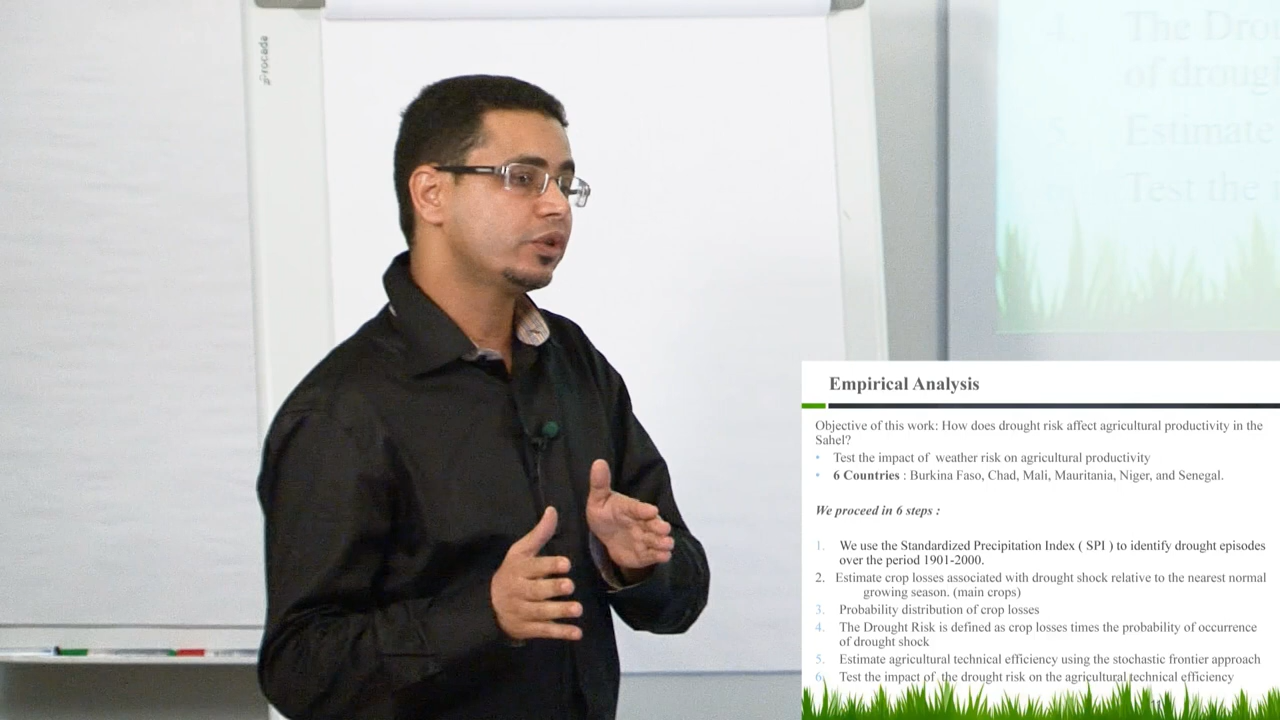 procada
4. The Dro
of droug
5. Estimate
Test the
Empirical Analysis
Objective of this work: How does drought risk affect agricultural productivity in the
Sahel?
• Test the impact of weather risk on agricultural productivity
• 6 Countries : Burkina Faso, Chad, Mali, Mauritania, Niger, and Senegal.
We proceed in 6 steps :
1. We use the Standardized Precipitation Index ( SPI ) to identify drought episodes
over the period 1901-2000.
2. Estimate crop losses associated with drought shock relative to the nearest normal
growing season. (main crops)
3. Probability distribution of crop losses
4. The Drought Risk is defined as crop losses times the probability of occurrence
of drought shock
5. Estimate agricultural technical efficiency using the stochastic frontier approach
6. Test the impact of the drought risk on the agricultural technical efficiency